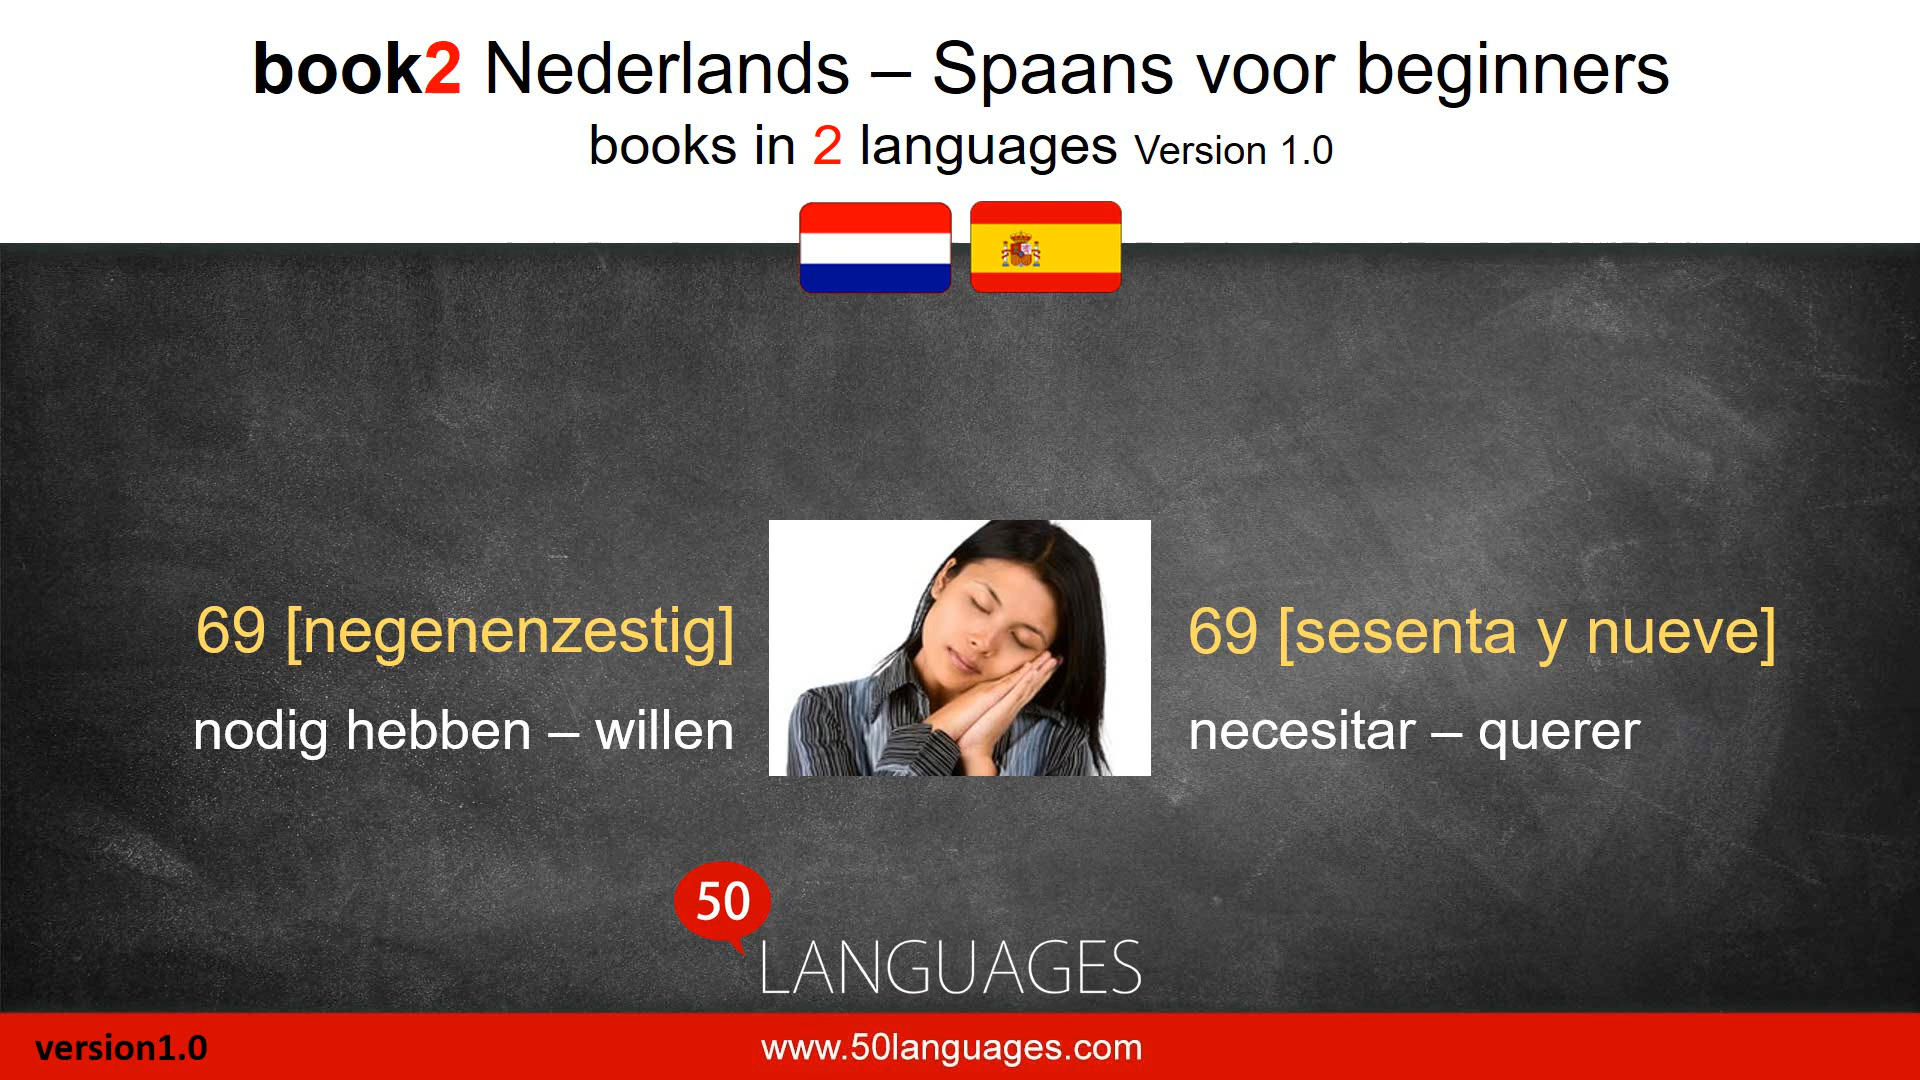 book2 Nederlands – Spaans voor beginners
books in 2 languages Version 1.0
69 [negenenzestig]
nodig hebben – willen
69 [sesenta y nueve]
necesitar – querer
50
LANGUAGES
version1.0
www.50languages.com